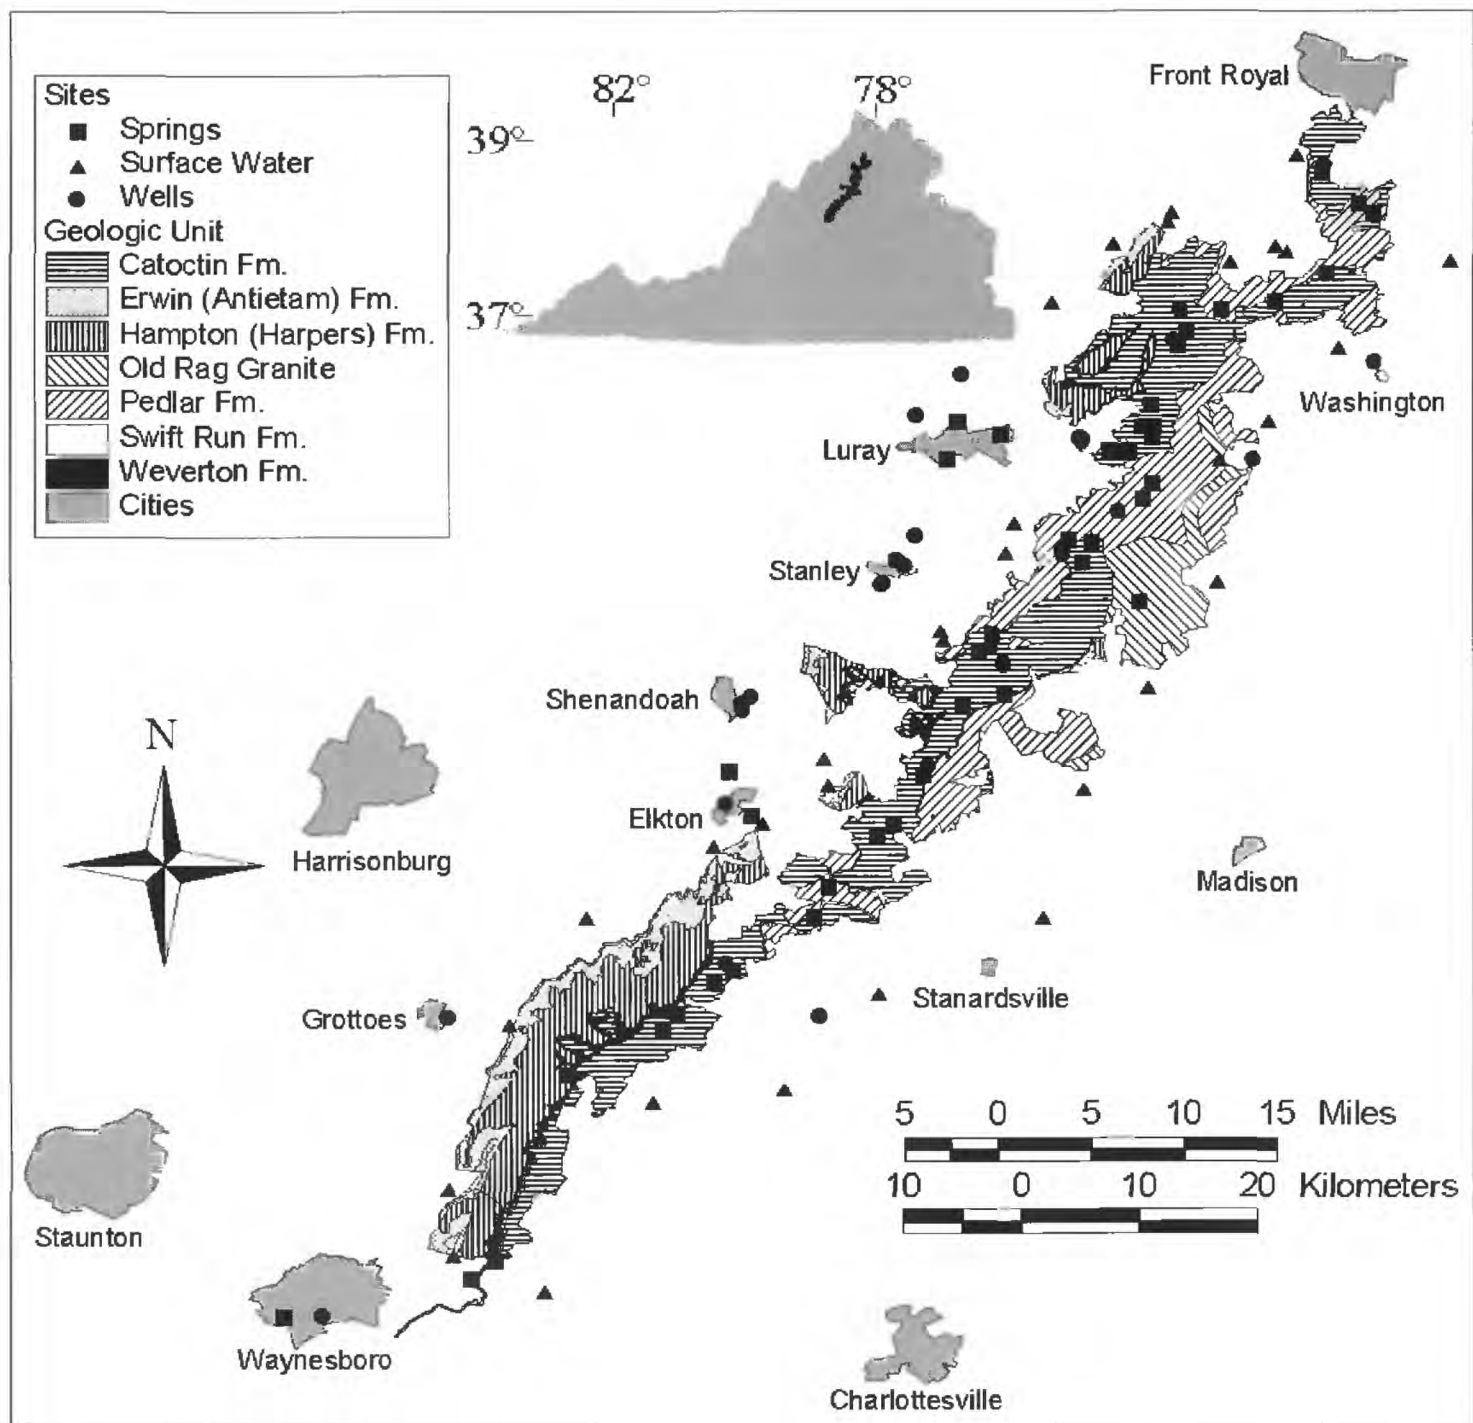 Sites
Springs
Surface Water
Wells
Geologic Unit
Catoctin Fm.
Erwin (Antietam) Fm.
Hampton (Harpers) Fm.
Old Rag Granite
Pedlar Fm.
Swift Run Fm.
Weverton Fm.
Cities
82° 78°
39°
37°
Front Royal
Washington
Luray
Stanley
Shenandoah
N
Elkton
Harrisonburg
Madison
Stanardsville
Grottoes
5 0 5 10 15 Miles
10 0 10 20 Kilometers
Staunton
Waynesboro
Charlottesville